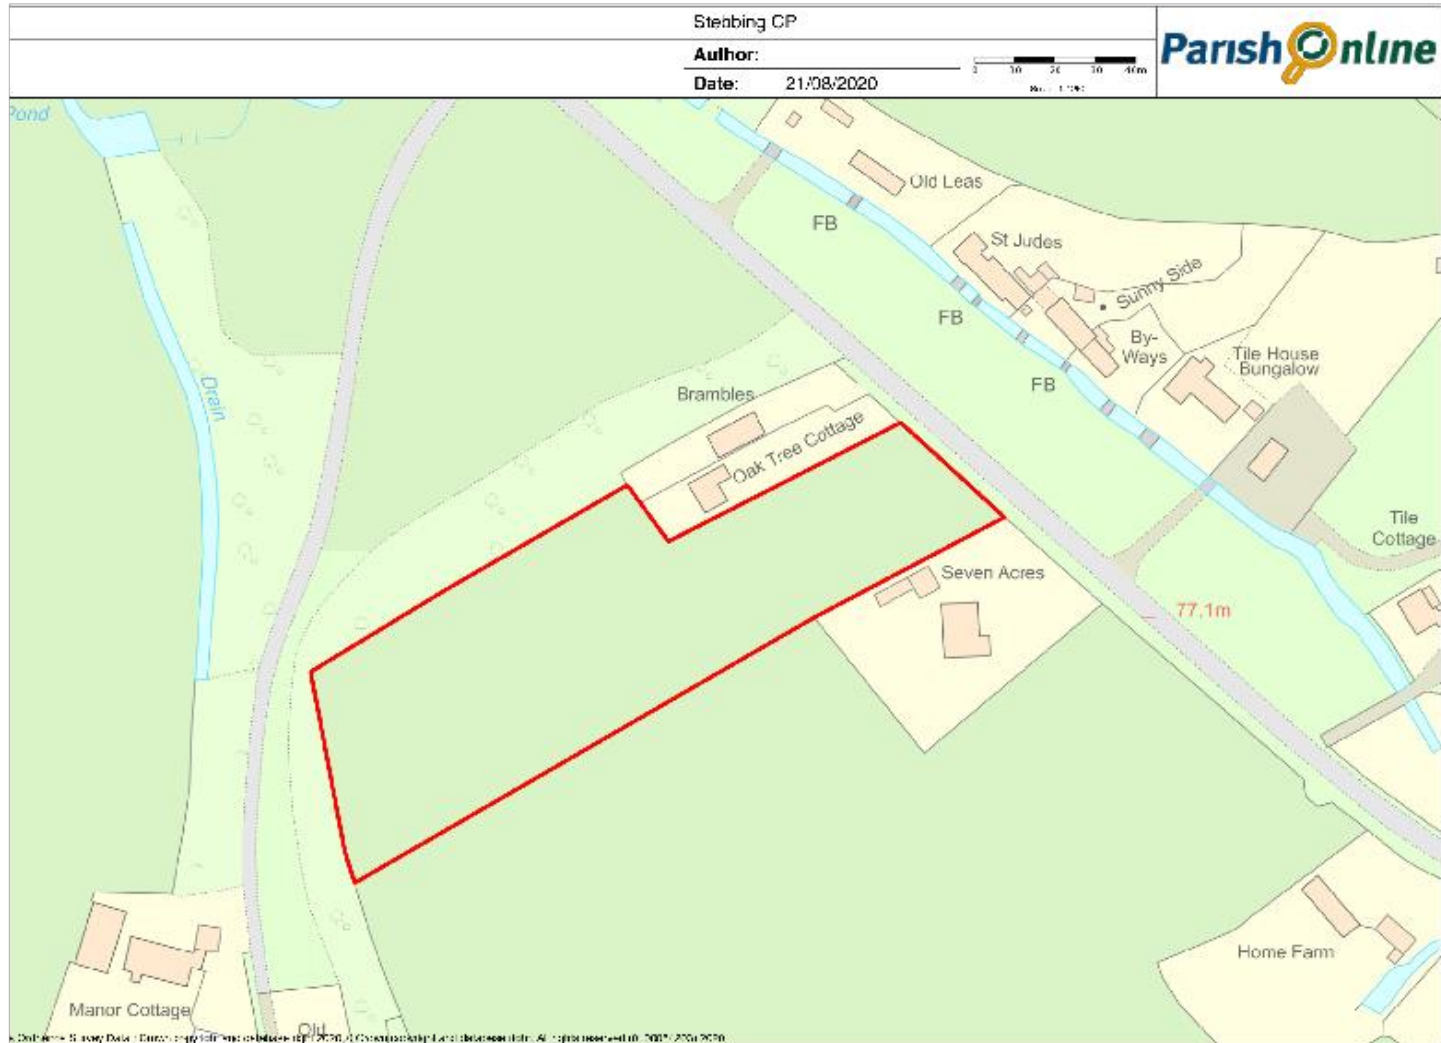 Stebbing CP
Author:
Date: 21/08/2020
Parish Online
Pond
Old Leas
FB
St Judes
Sunny Side
FB
By-
Ways
Tile House
Bungalow
FB
Drain
Brambles
Oak Tree Cottage
Tile
Cottage
Seven Acres
77.1m
Home Farm
Manor Cottage
Old